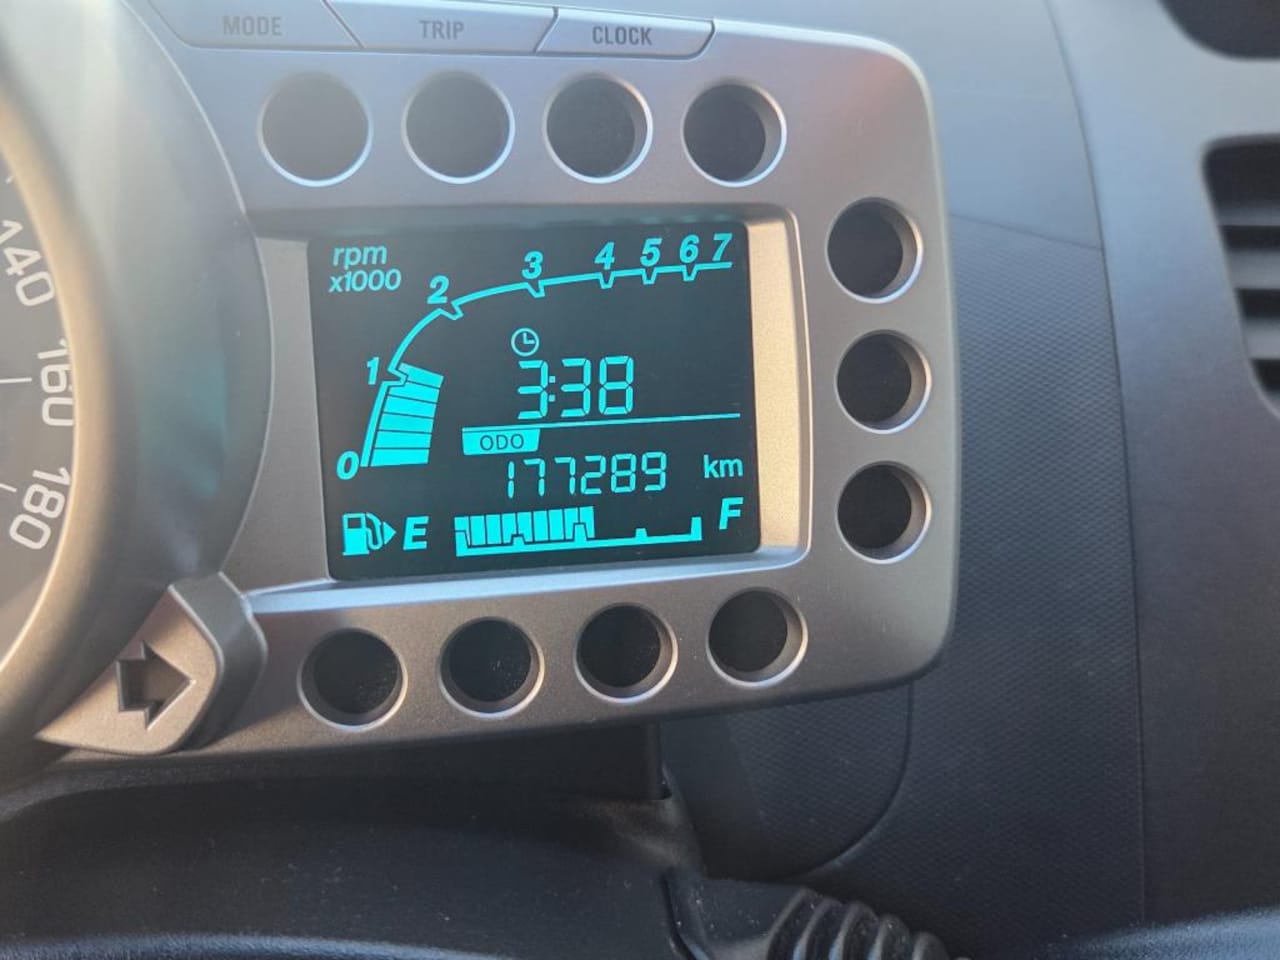 MODE TRIP CLOCK
rpm
x1000
0 1 2 3 4 5 6 7
3:38
ODO
177289 km
E F
140
160
180